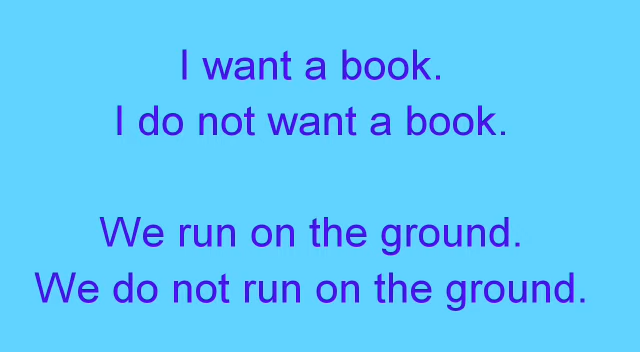 I want a book.
I do not want a book.
We run on the ground.
We do not run on the ground.